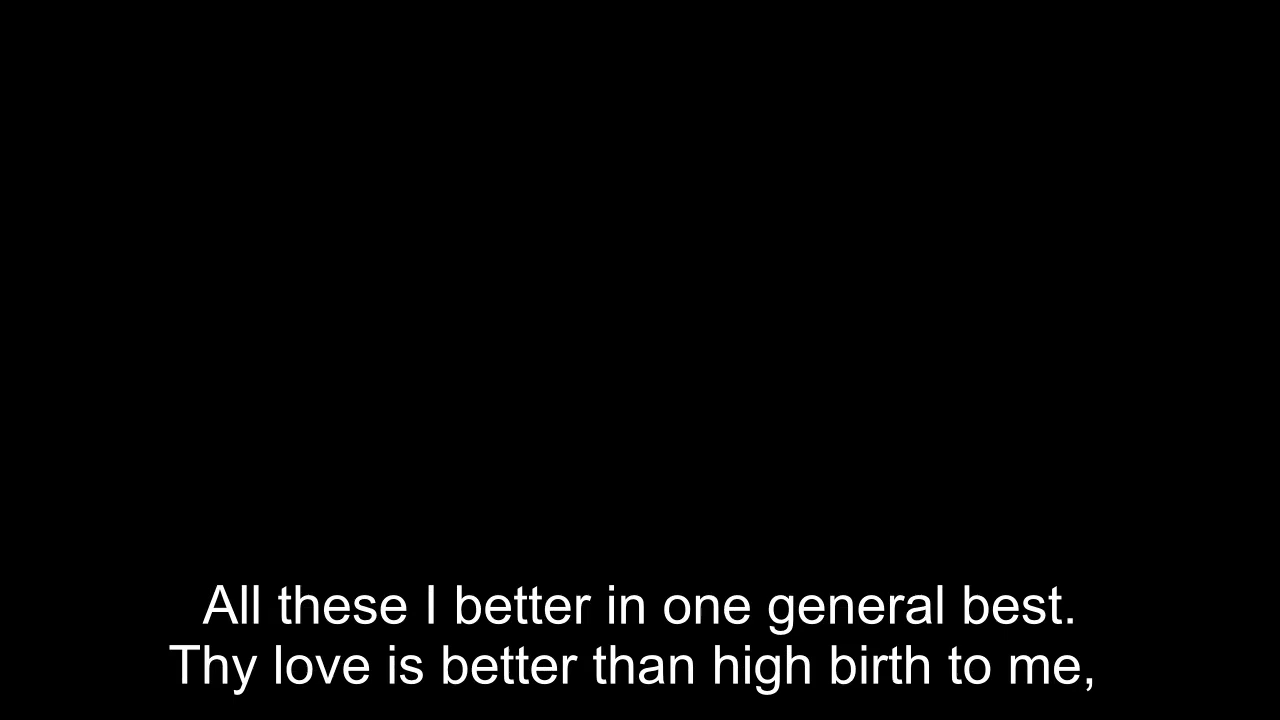 All these I better in one general best.
Thy love is better than high birth to me,